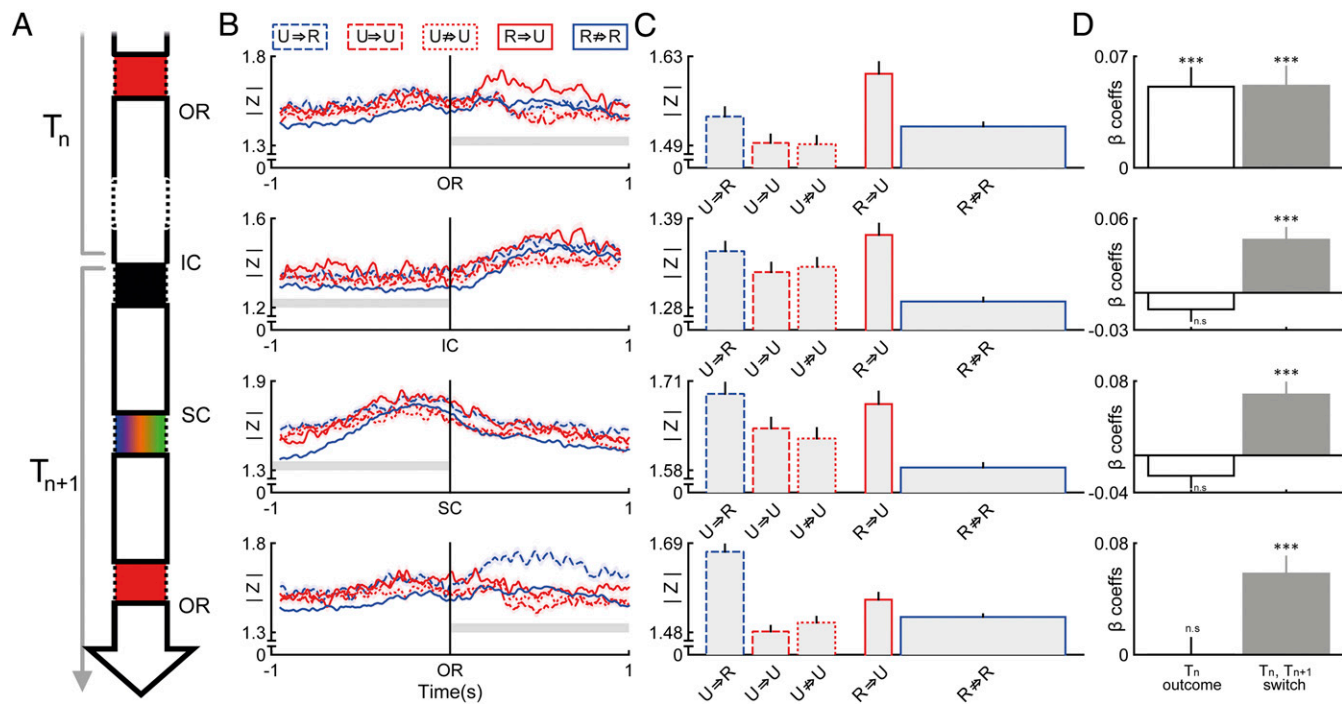 A
B
C
D
U⇒R
U⇒U
U⇏U
R⇒U
R⇏R
Tn
Tn+1
OR
IC
SC
OR
1.8
|Z|
1.3
0
-1
OR
1
1.6
|Z|
1.2
0
-1
IC
1
1.9
|Z|
1.3
0
-1
SC
1
1.8
|Z|
1.3
0
-1
OR
1
Time(s)
1.63
1.49
0
U⇒R
U⇒U
U⇏U
R⇒U
R⇏R
1.39
1.28
0
U⇒R
U⇒U
U⇏U
R⇒U
R⇏R
1.71
1.58
0
U⇒R
U⇒U
U⇏U
R⇒U
R⇏R
1.69
1.48
0
U⇒R
U⇒U
U⇏U
R⇒U
R⇏R
0.07
β coeffs
0
*** ***
0.06
β coeffs
-0.03
n.s
***
0.08
β coeffs
-0.04
n.s
***
0.08
β coeffs
0
n.s
***
Tn
outcome
Tn, Tn+1
switch